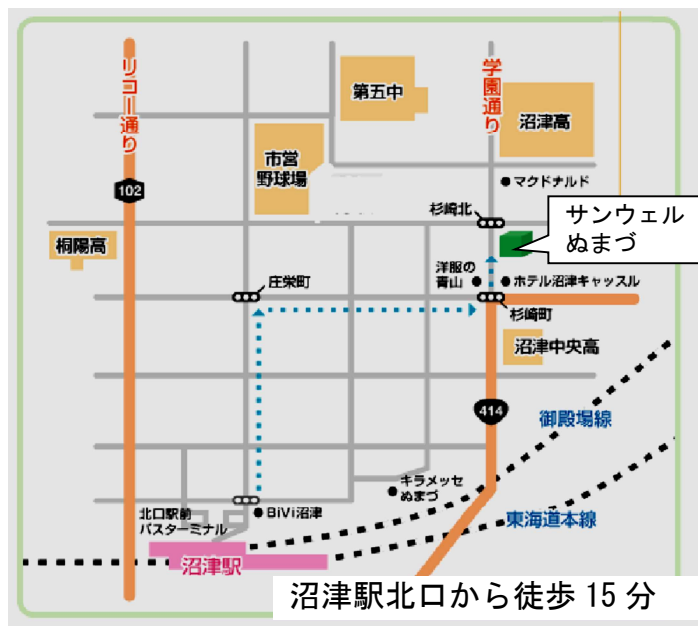 リコー通り
102
第五中
学園通り
沼津高
市営
野球場
マクドナルド
杉崎北
サンウェル
ぬまづ
桐陽高
庄栄町
洋服の
青山
ホテル沼津キャッスル
杉崎町
沼津中央高
414
御殿場線
キラメッセ
ぬまづ
東海道本線
北口駅前
バスターミナル
BiVi沼津
沼津駅
沼津駅北口から徒歩 15 分